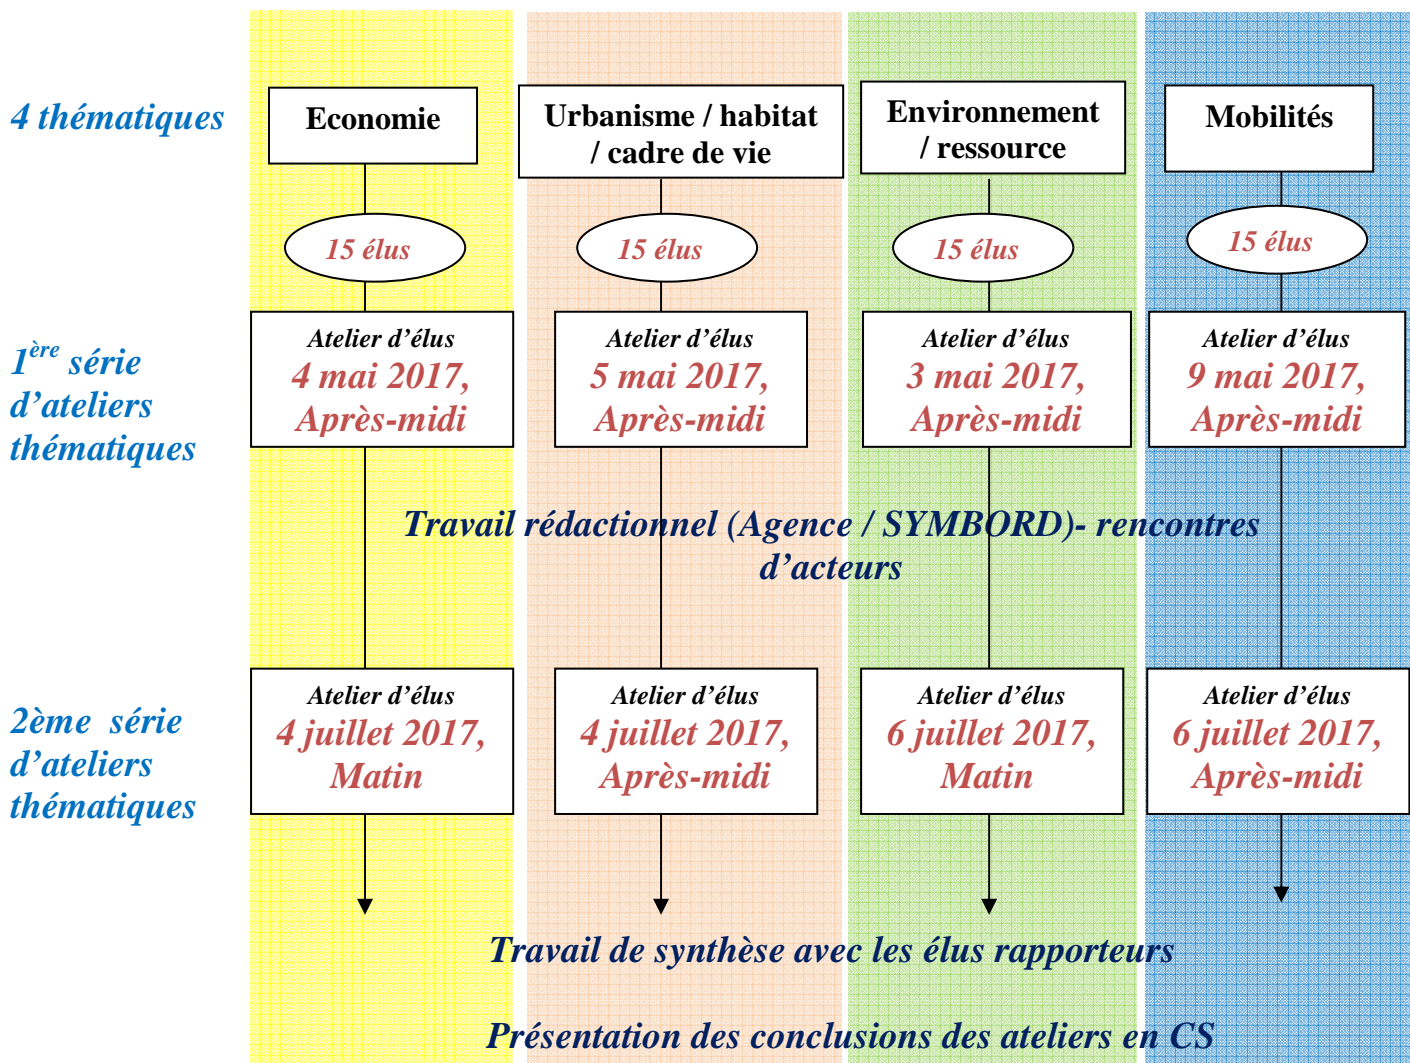 4 thématiques
Economie
Urbanisme / habitat
/ cadre de vie
Environnement
/ ressource
Mobilités
15 élus
15 élus
15 élus
15 élus
1ère série
d’ateliers
thématiques
Atelier d’élus
4 mai 2017,
Après-midi
Atelier d’élus
5 mai 2017,
Après-midi
Atelier d’élus
3 mai 2017,
Après-midi
Atelier d’élus
9 mai 2017,
Après-midi
Travail rédactionnel (Agence / SYMBORD)- rencontres
d’acteurs
2ème série
d’ateliers
thématiques
Atelier d’élus
4 juillet 2017,
Matin
Atelier d’élus
4 juillet 2017,
Après-midi
Atelier d’élus
6 juillet 2017,
Matin
Atelier d’élus
6 juillet 2017,
Après-midi
Travail de synthèse avec les élus rapporteurs
Présentation des conclusions des ateliers en CS